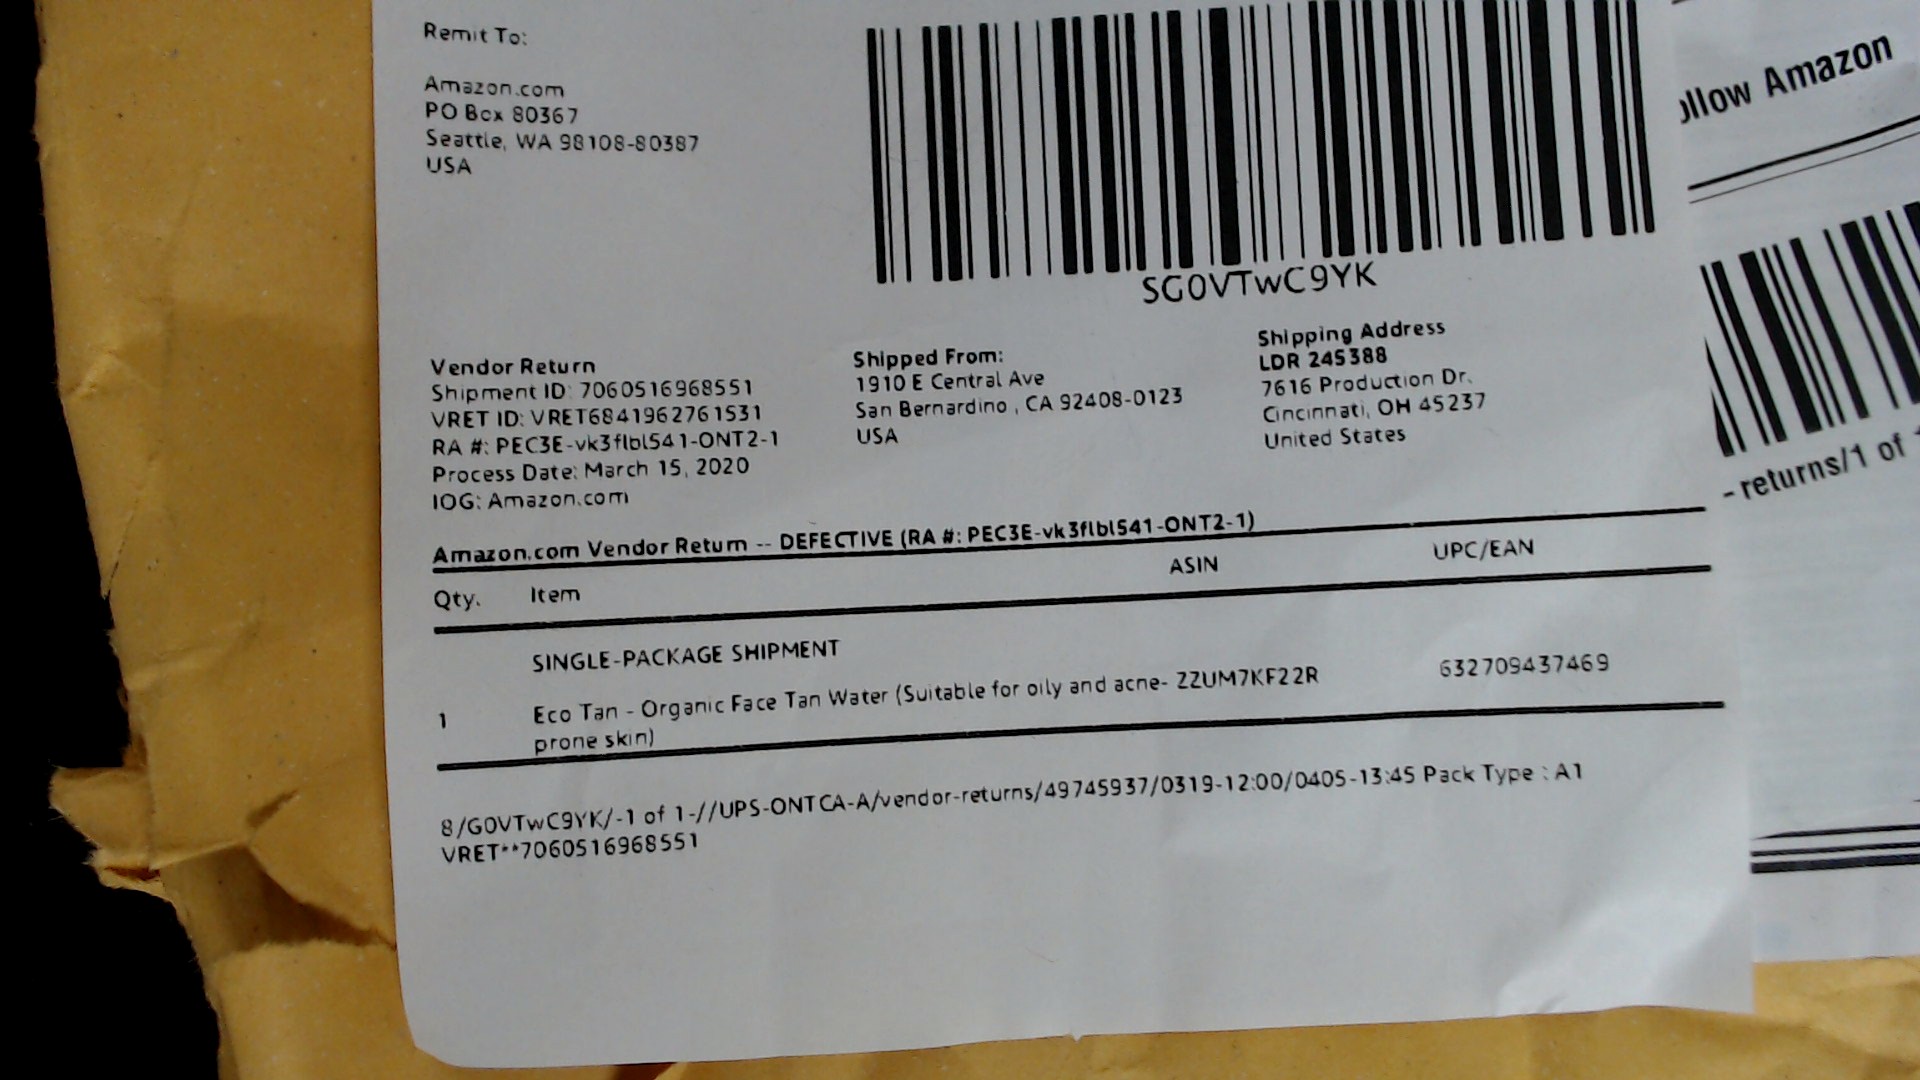 Remit To:
Amazon.com
PO Box 80367
Seattle, WA 98108-80387
USA
SG0VTwC9YK
Vendor Return
Shipment ID: 7060516968551
VRET ID: VRET6841962761531
RA #: PEC3E-vk3flbl541-ONT2-1
Process Date: March 15, 2020
IOG: Amazon.com
Shipped From:
1910 E Central Ave
San Bernardino , CA 92408-0123
USA
Shipping Address
LDR 245388
7616 Production Dr.
Cincinnati, OH 45237
United States
Amazon.com Vendor Return -- DEFECTIVE (RA #: PEC3E-vk3flbl541-ONT2-1)
Qty. Item ASIN UPC/EAN
SINGLE-PACKAGE SHIPMENT
1 Eco Tan - Organic Face Tan Water (Suitable for oily and acne- ZZUM7KF22R 632709437469
prone skin)
8/G0VTwC9YK/-1 of 1-//UPS-ONTCA-A/vendor-returns/49745937/0319-12:00/0405-13:45 Pack Type : A1
VRET**7060516968551
ollow Amazon
- returns/1 of